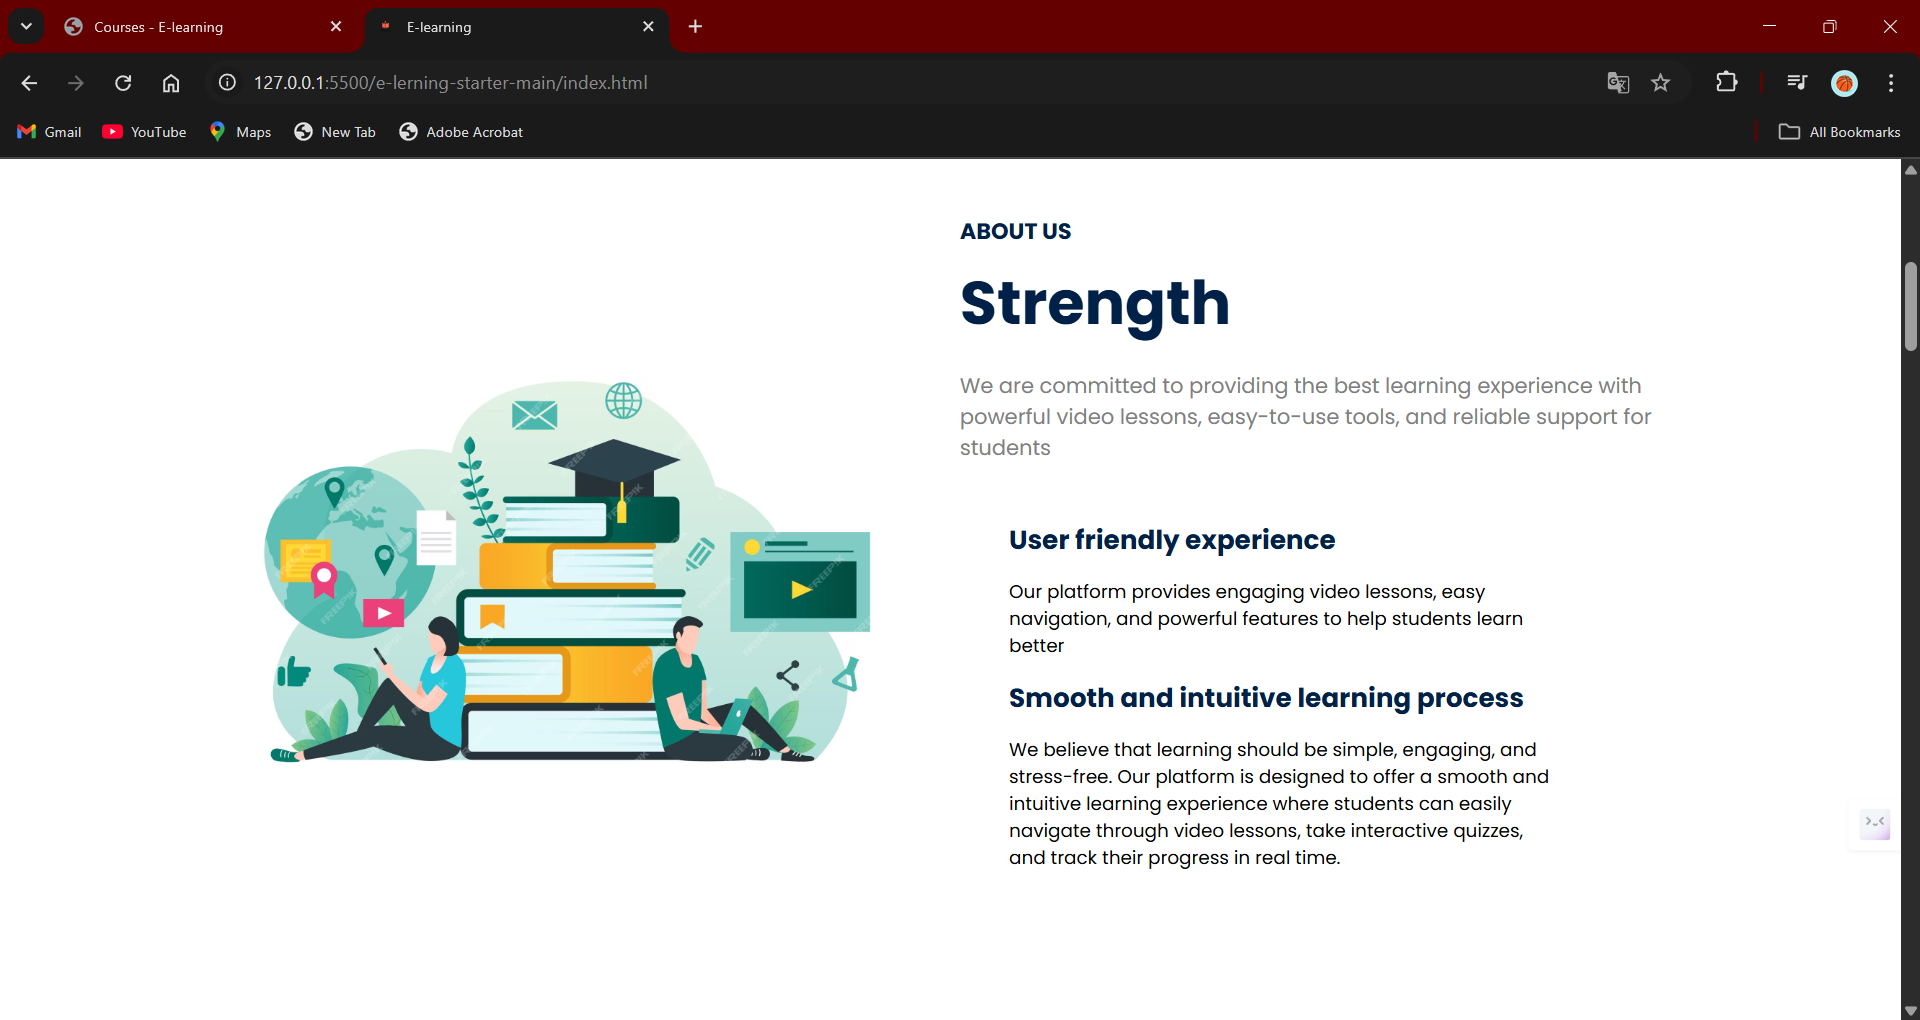 Courses - E-learning
E-learning
127.0.0.1:5500/e-lerning-starter-main/index.html
Gmail
YouTube
Maps
New Tab
Adobe Acrobat
All Bookmarks
ABOUT US
Strength
We are committed to providing the best learning experience with
powerful video lessons, easy-to-use tools, and reliable support for
students
User friendly experience
Our platform provides engaging video lessons, easy
navigation, and powerful features to help students learn
better
Smooth and intuitive learning process
We believe that learning should be simple, engaging, and
stress-free. Our platform is designed to offer a smooth and
intuitive learning experience where students can easily
navigate through video lessons, take interactive quizzes,
and track their progress in real time.